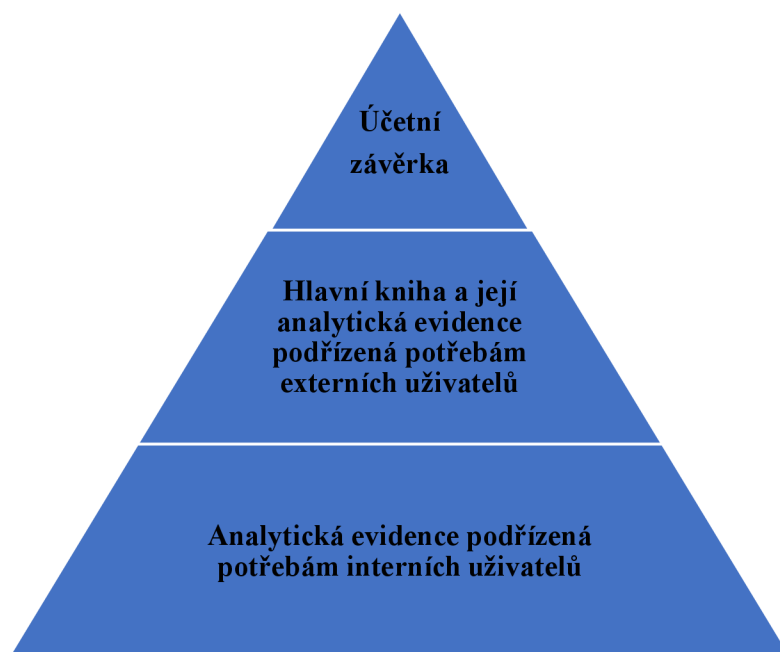 Účetní
závěrka
Hlavní kniha a její
analytická evidence
podřízená potřebám
externích uživatelů
Analytická evidence podřízená
potřebám interních uživatelů